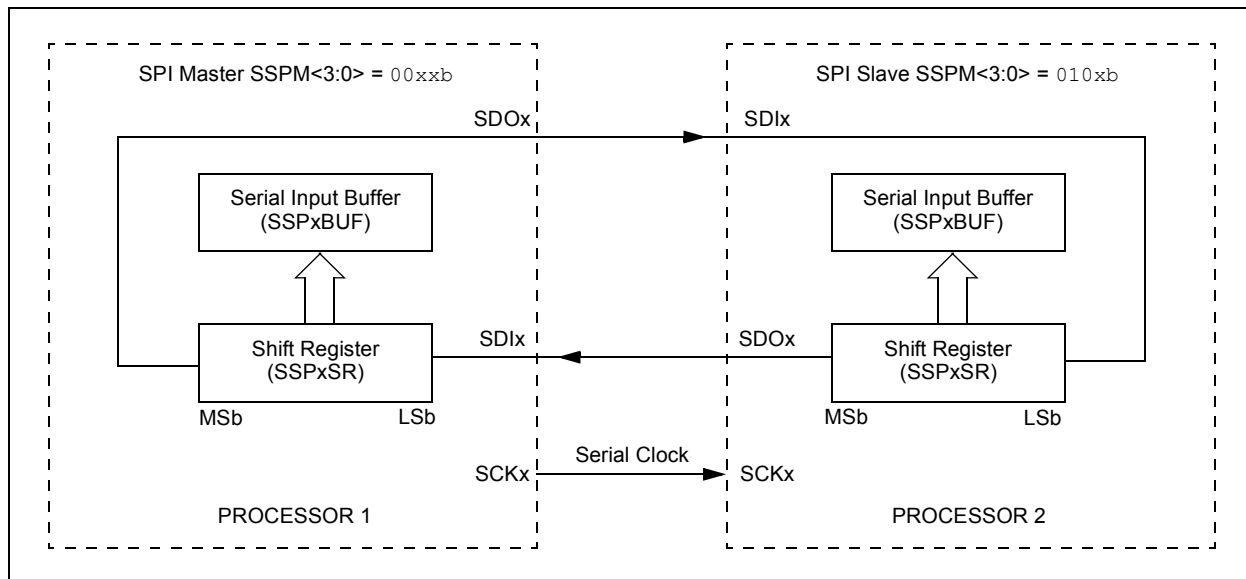 SPI Master SSPM<3:0> = 00xxb
SPI Slave SSPM<3:0> = 010xb
SDOx
SDIx
Serial Input Buffer
(SSPxBUF)
Serial Input Buffer
(SSPxBUF)
Shift Register
(SSPxSR)
SDIx
SDOx
Shift Register
(SSPxSR)
MSb
LSb
MSb
LSb
Serial Clock
SCKx
SCKx
PROCESSOR 1
PROCESSOR 2